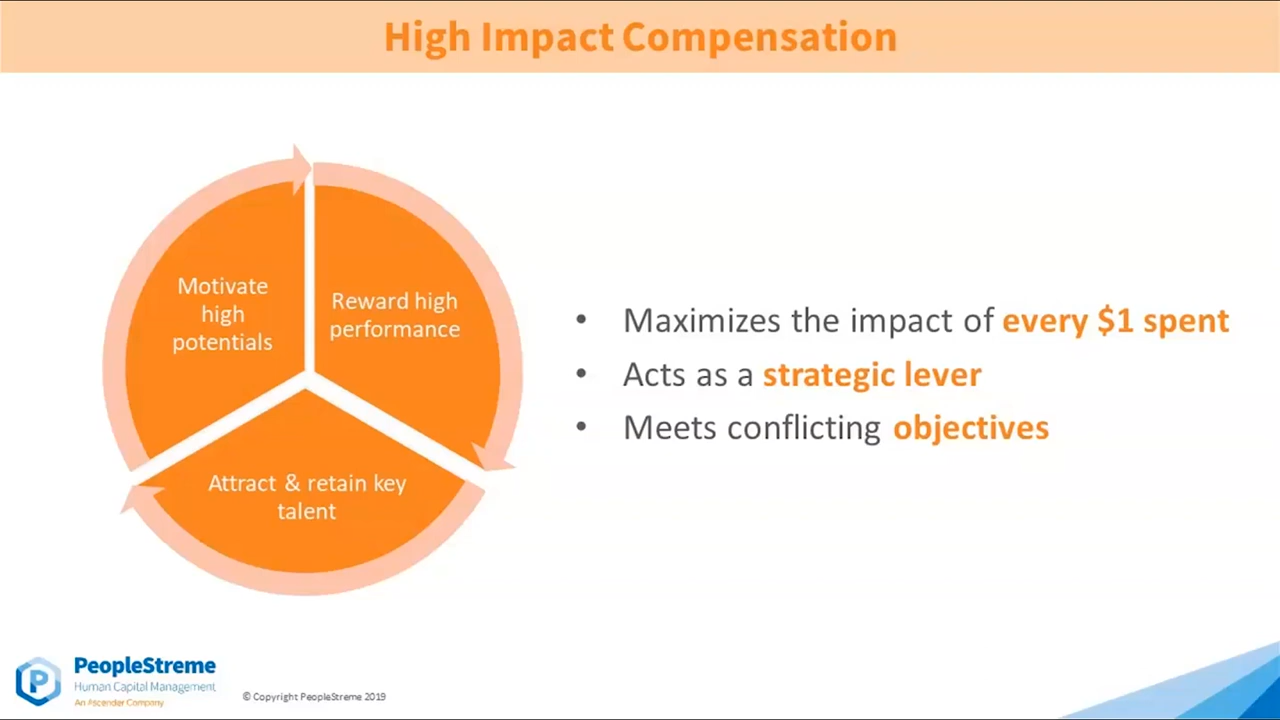 High Impact Compensation
Motivate
high
potentials
Reward high
performance
Attract & retain key
talent
• Maximizes the impact of every $1 spent
• Acts as a strategic lever
• Meets conflicting objectives
P
PeopleStreme
Human Capital Management
An Ascender Company
© Copyright PeopleStreme 2019